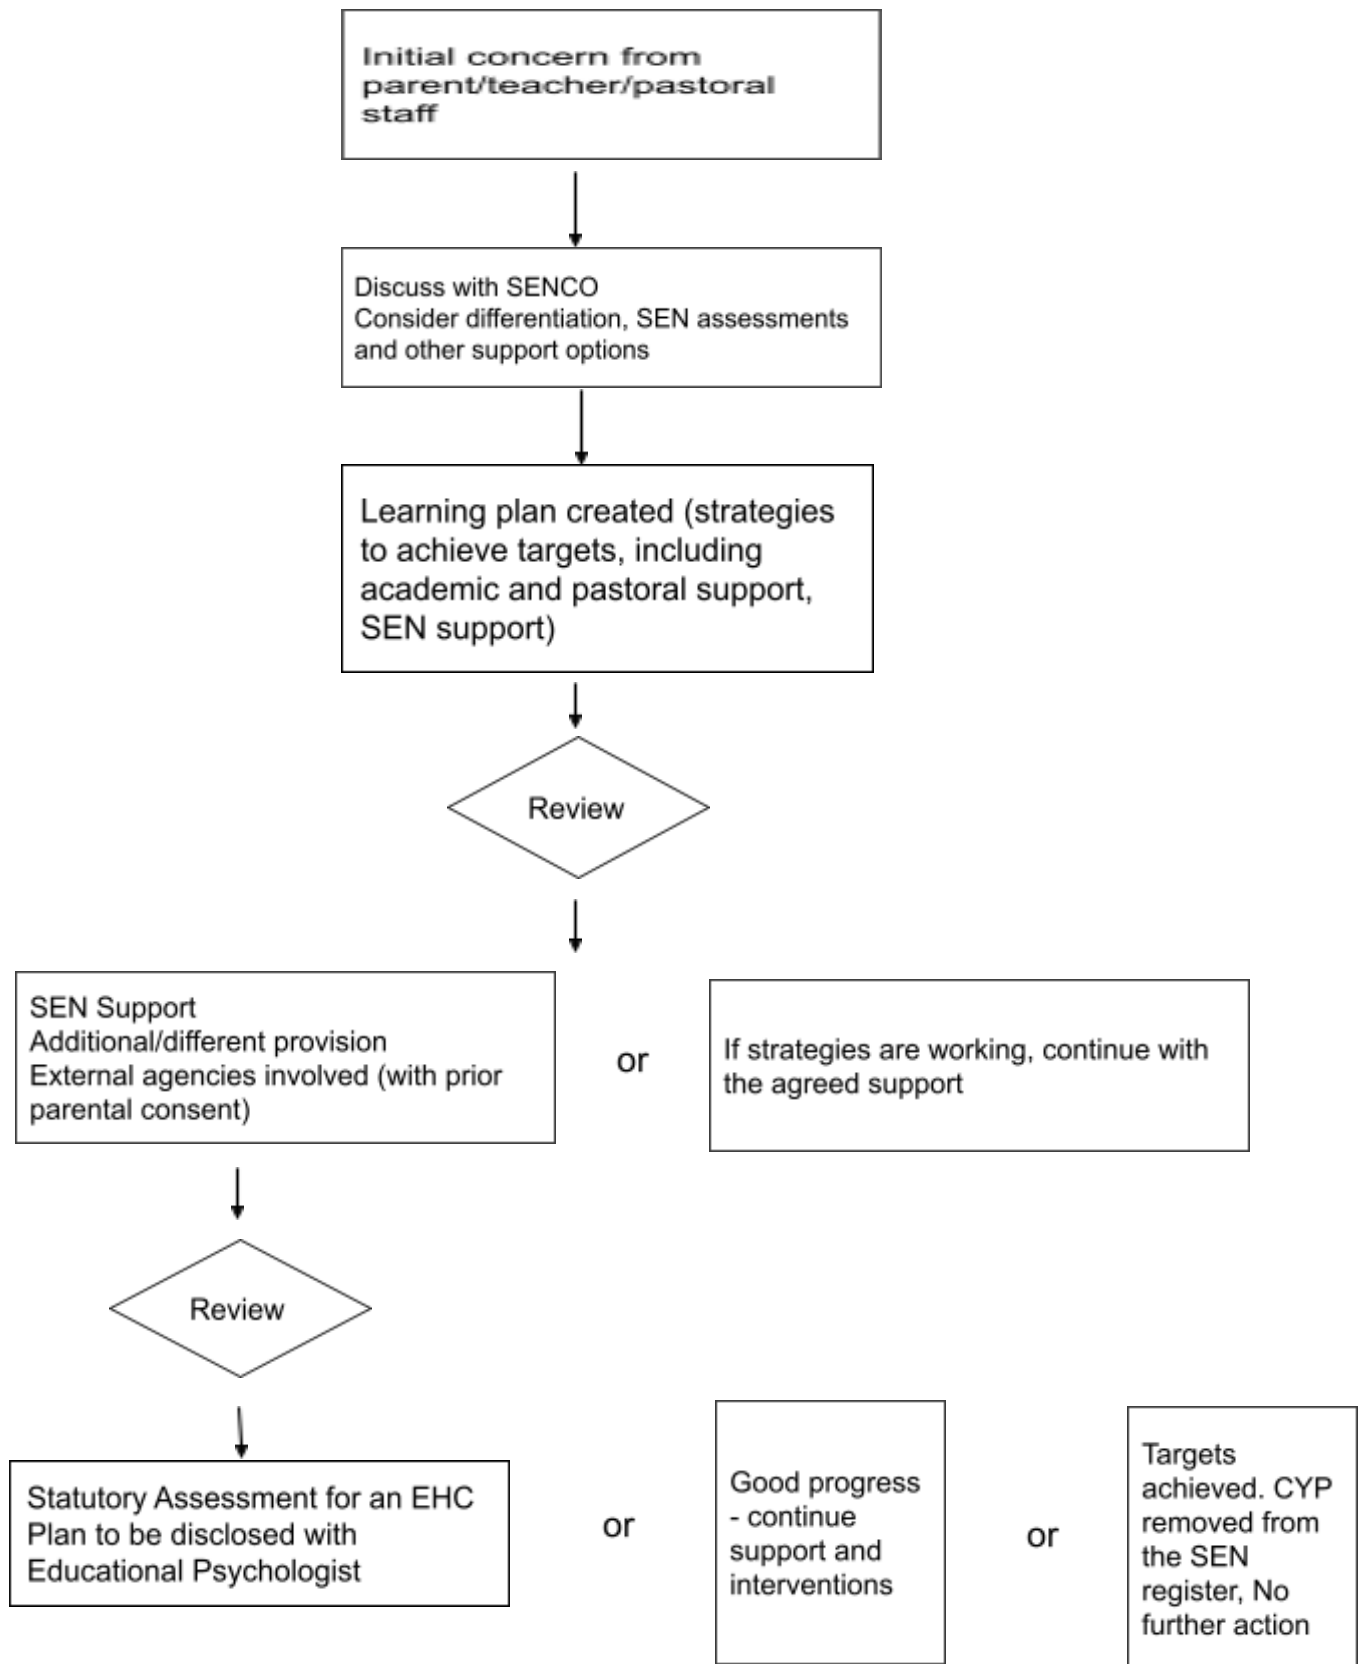 Initial concern from
parent/teacher/pastoral
staff
Discuss with SENCO
Consider differentiation, SEN assessments
and other support options
Learning plan created (strategies
to achieve targets, including
academic and pastoral support,
SEN support)
Review
SEN Support
Additional/different provision
External agencies involved (with prior
parental consent)
or
If strategies are working, continue with
the agreed support
Review
Statutory Assessment for an EHC
Plan to be disclosed with
Educational Psychologist
or
Good progress
- continue
support and
interventions
or
Targets
achieved. CYP
removed from
the SEN
register, No
further action